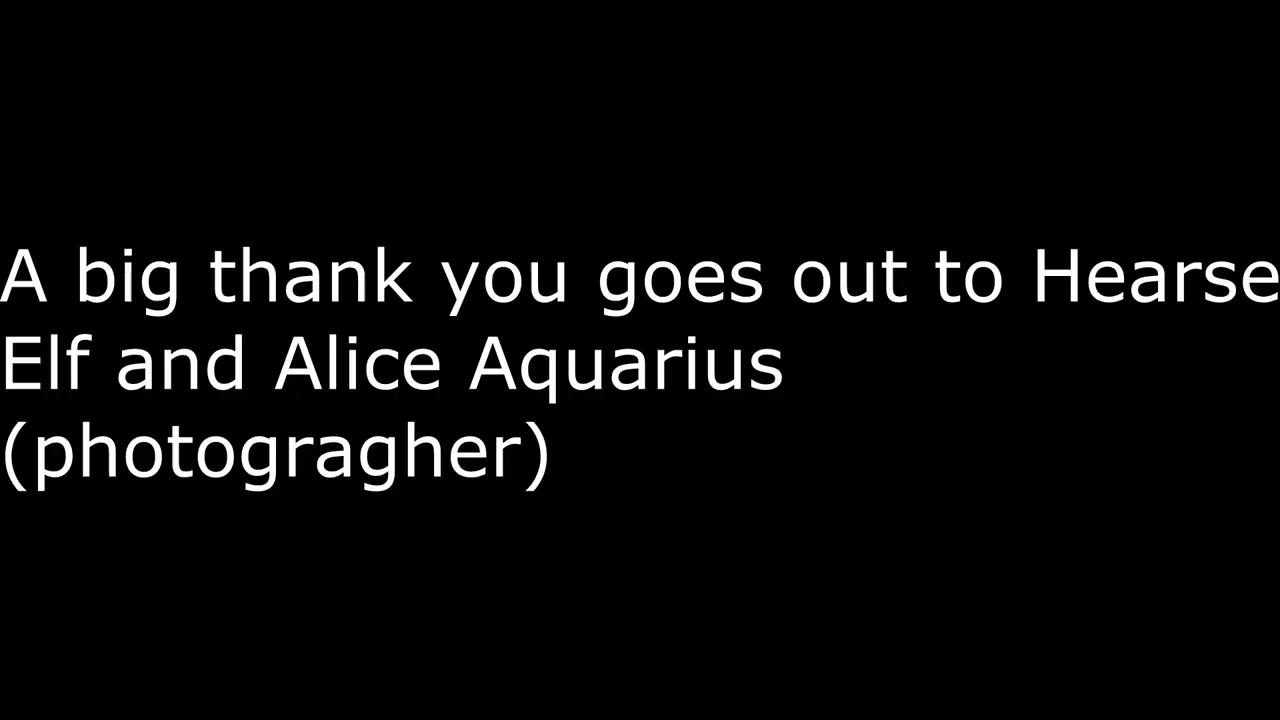 A big thank you goes out to Hearse
Elf and Alice Aquarius
(photogragher)